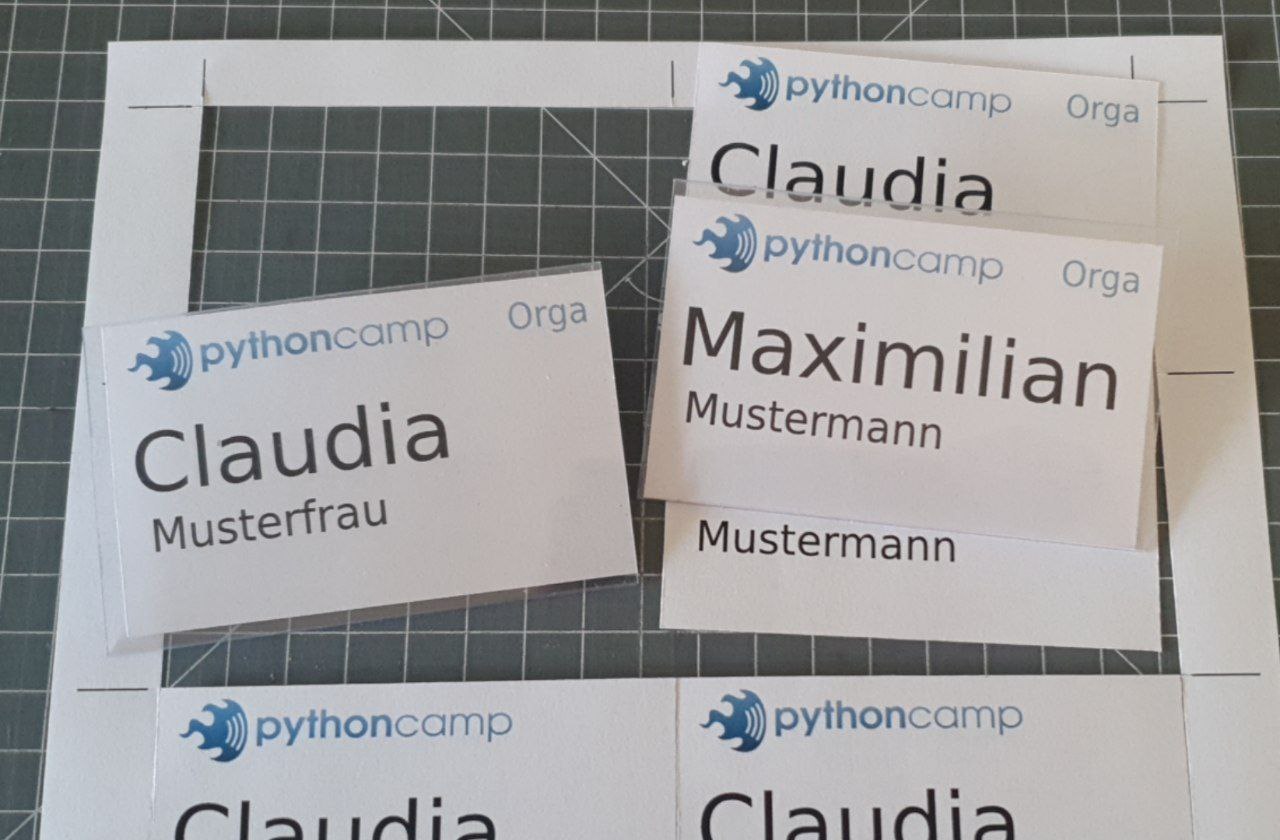 pythoncamp Orga
Claudia
pythoncamp Orga
Maximilian
Mustermann
Mustermann
pythoncamp Orga
Claudia
Musterfrau
pythoncamp
Claudia
pythoncamp
Claudia